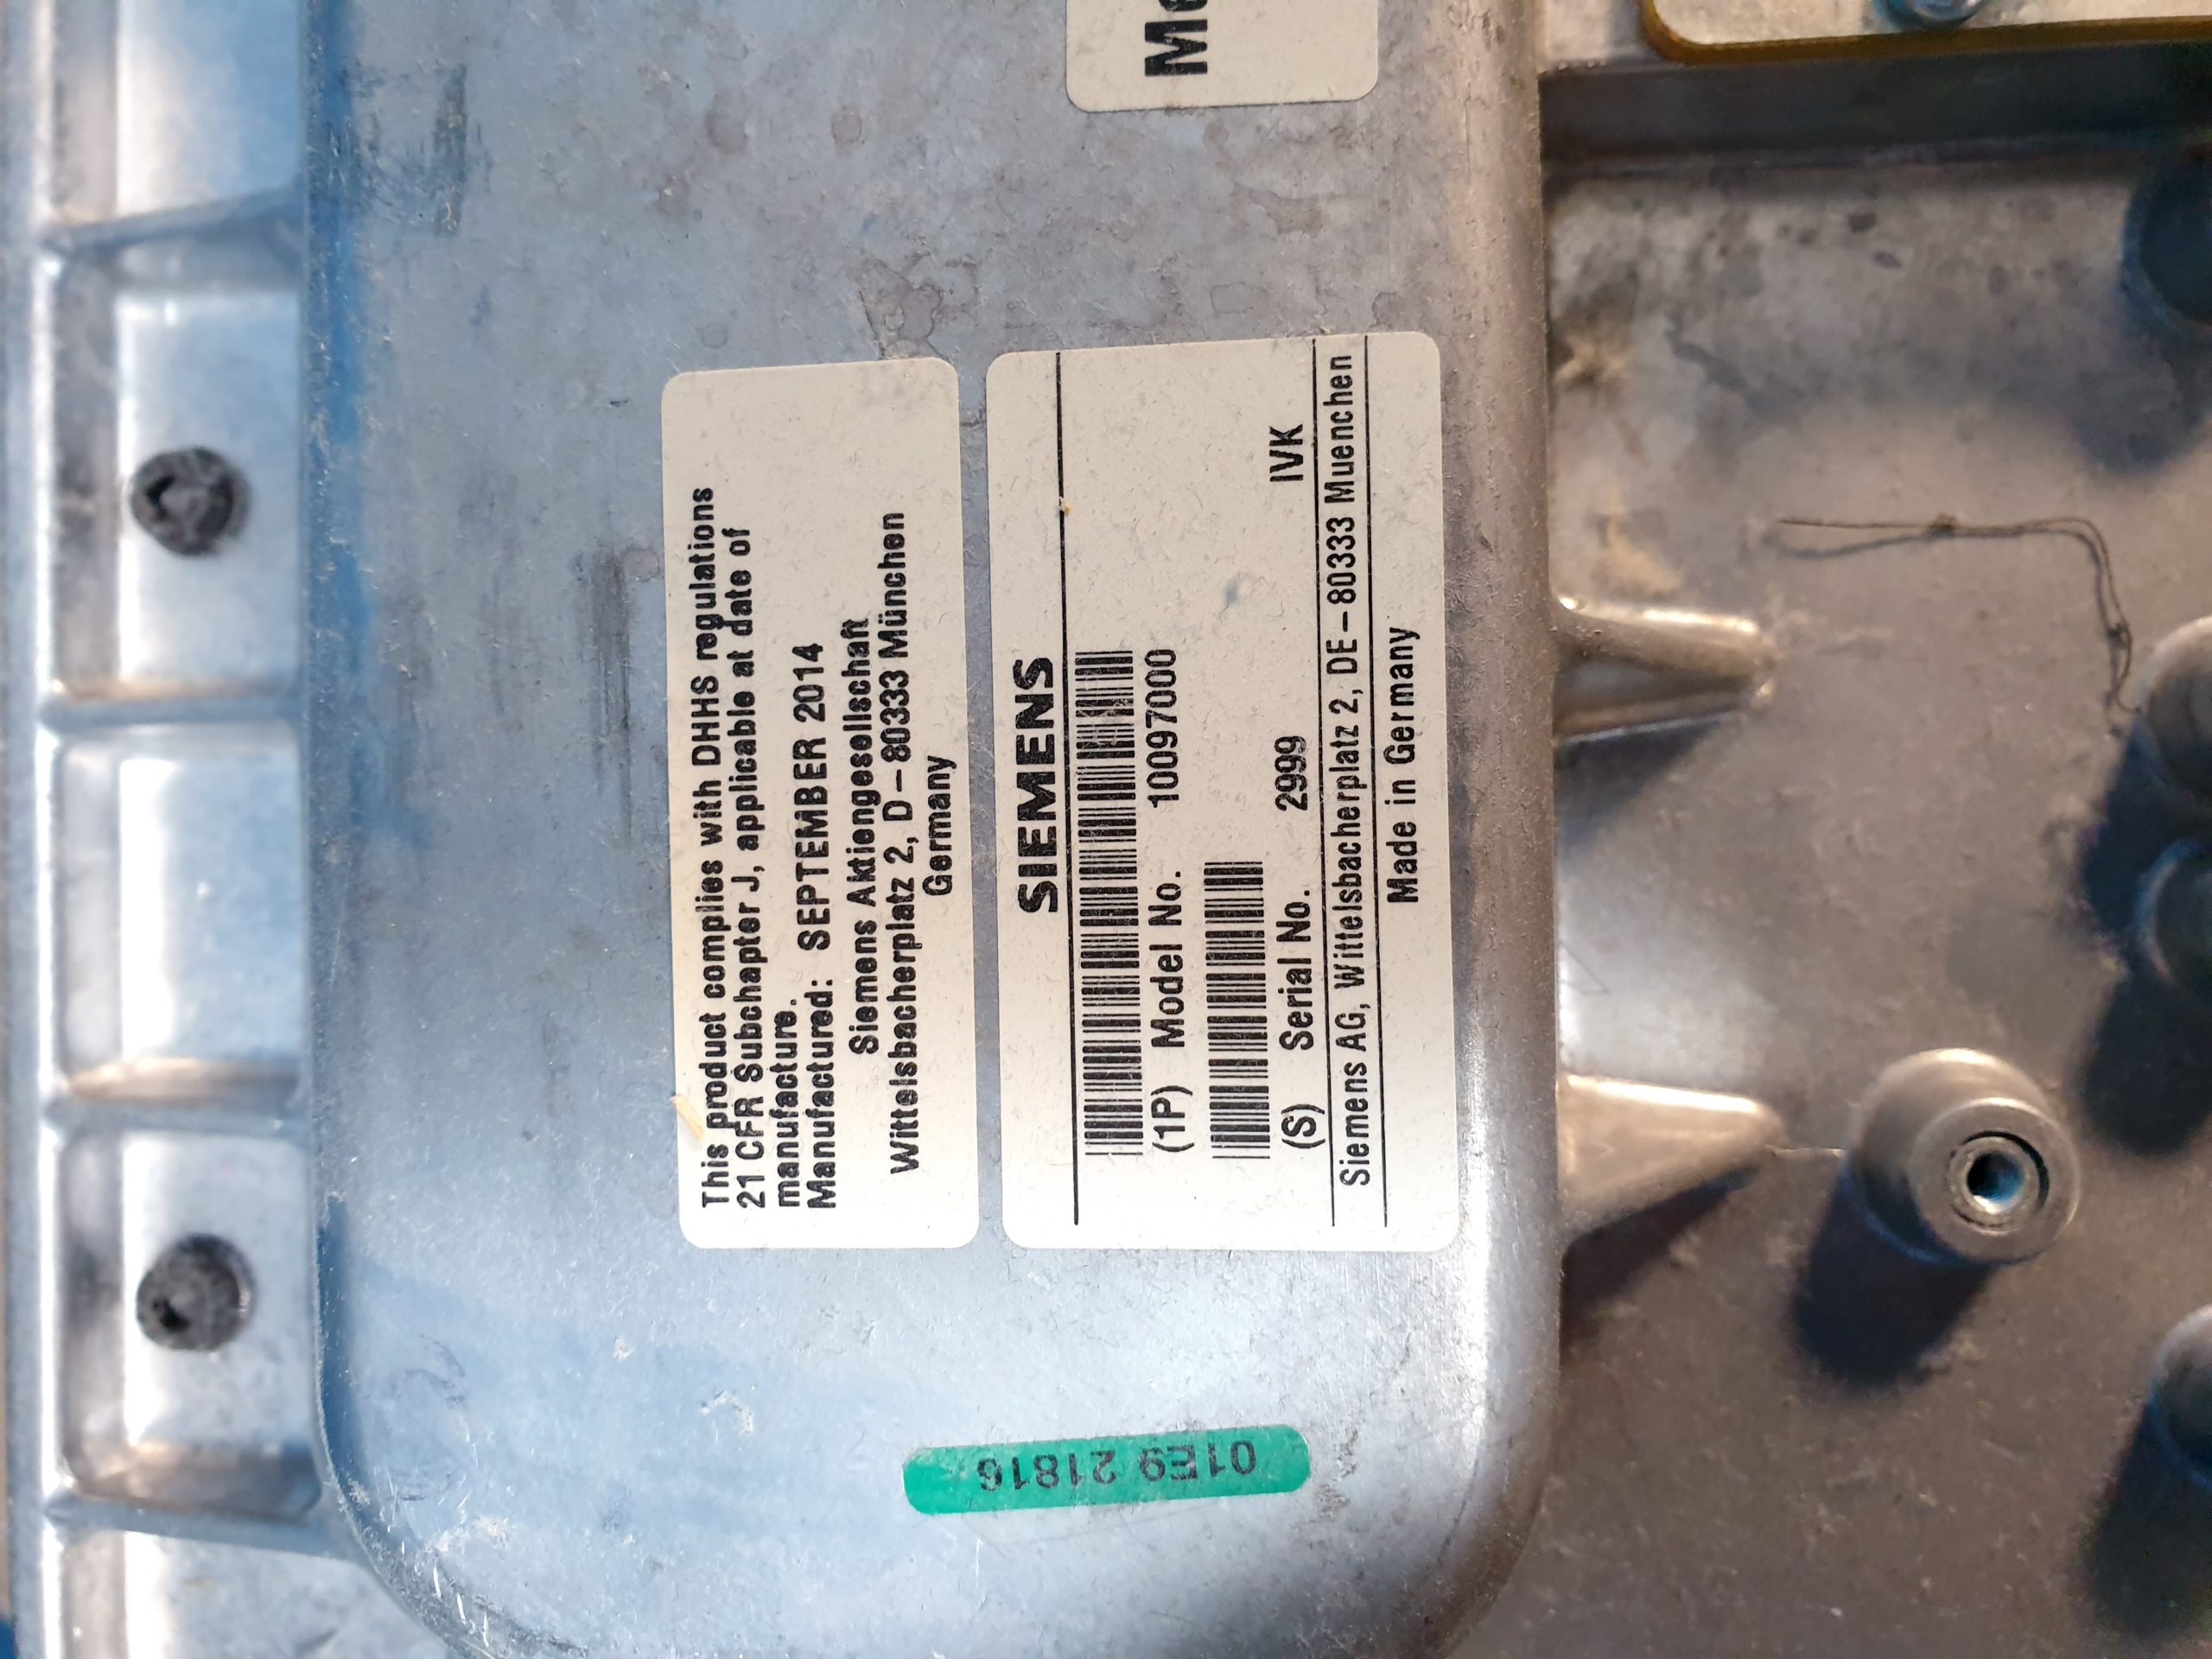 This product complies with DHHS regulations
21 CFR Subchapter J, applicable at date of
manufacture.
Manufactured: SEPTEMBER 2014
Siemens Aktiengesellschaft
Wittelsbacherplatz 2, D-80333 München
Germany
SIEMENS
(1P) Model No. 10097000
(S) Serial No. 2999 IVK
Siemens AG, Wittelsbacherplatz 2, DE-80333 Muenchen
Made in Germany
01E9 21816